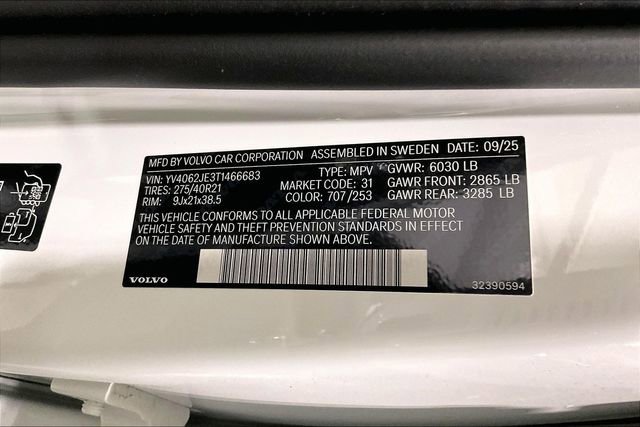 MFD BY VOLVO CAR CORPORATION ASSEMBLED IN SWEDEN DATE: 09/25
VIN: YV4062JE3T1466683 TYPE: MPV GVWR: 6030 LB
TIRES: 275/40R21 MARKET CODE: 31 GAWR FRONT: 2865 LB
RIM: 9Jx21x38.5 COLOR: 707/253 GAWR REAR: 3285 LB
THIS VEHICLE CONFORMS TO ALL APPLICABLE FEDERAL MOTOR
VEHICLE SAFETY AND THEFT PREVENTION STANDARDS IN EFFECT
ON THE DATE OF MANUFACTURE SHOWN ABOVE.
VOLVO 32390594